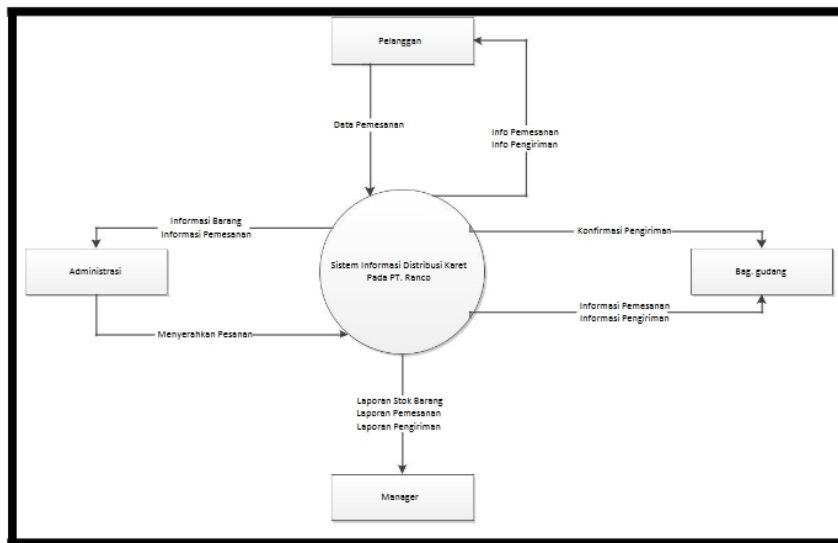 Pelanggan
Data Pemesanan
Info Pemesanan
Info Pengiriman
Informasi Barang
Informasi Pemesanan
Konfirmasi Pengiriman
Administrasi
Sistem Informasi Distribusi Karet
Pada PT. Ranco
Bag. gudang
Menyerahkan Pesanan
Informasi Pemesanan
Informasi Pengiriman
Laporan Stok Barang
Laporan Pemesanan
Laporan Pengiriman
Manager